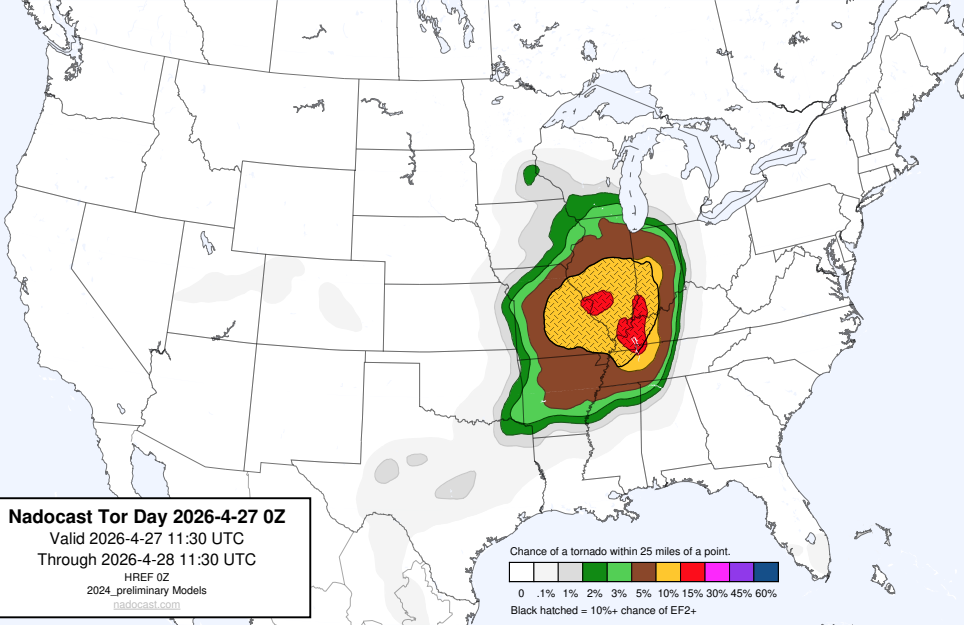 Nadocast Tor Day 2026-4-27 0Z
Valid 2026-4-27 11:30 UTC
Through 2026-4-28 11:30 UTC
HREF 0Z
2024_preliminary Models
nadocast.com
Chance of a tornado within 25 miles of a point.
0 .1% 1% 2% 3% 5% 10% 15% 30% 45% 60%
Black hatched = 10%+ chance of EF2+